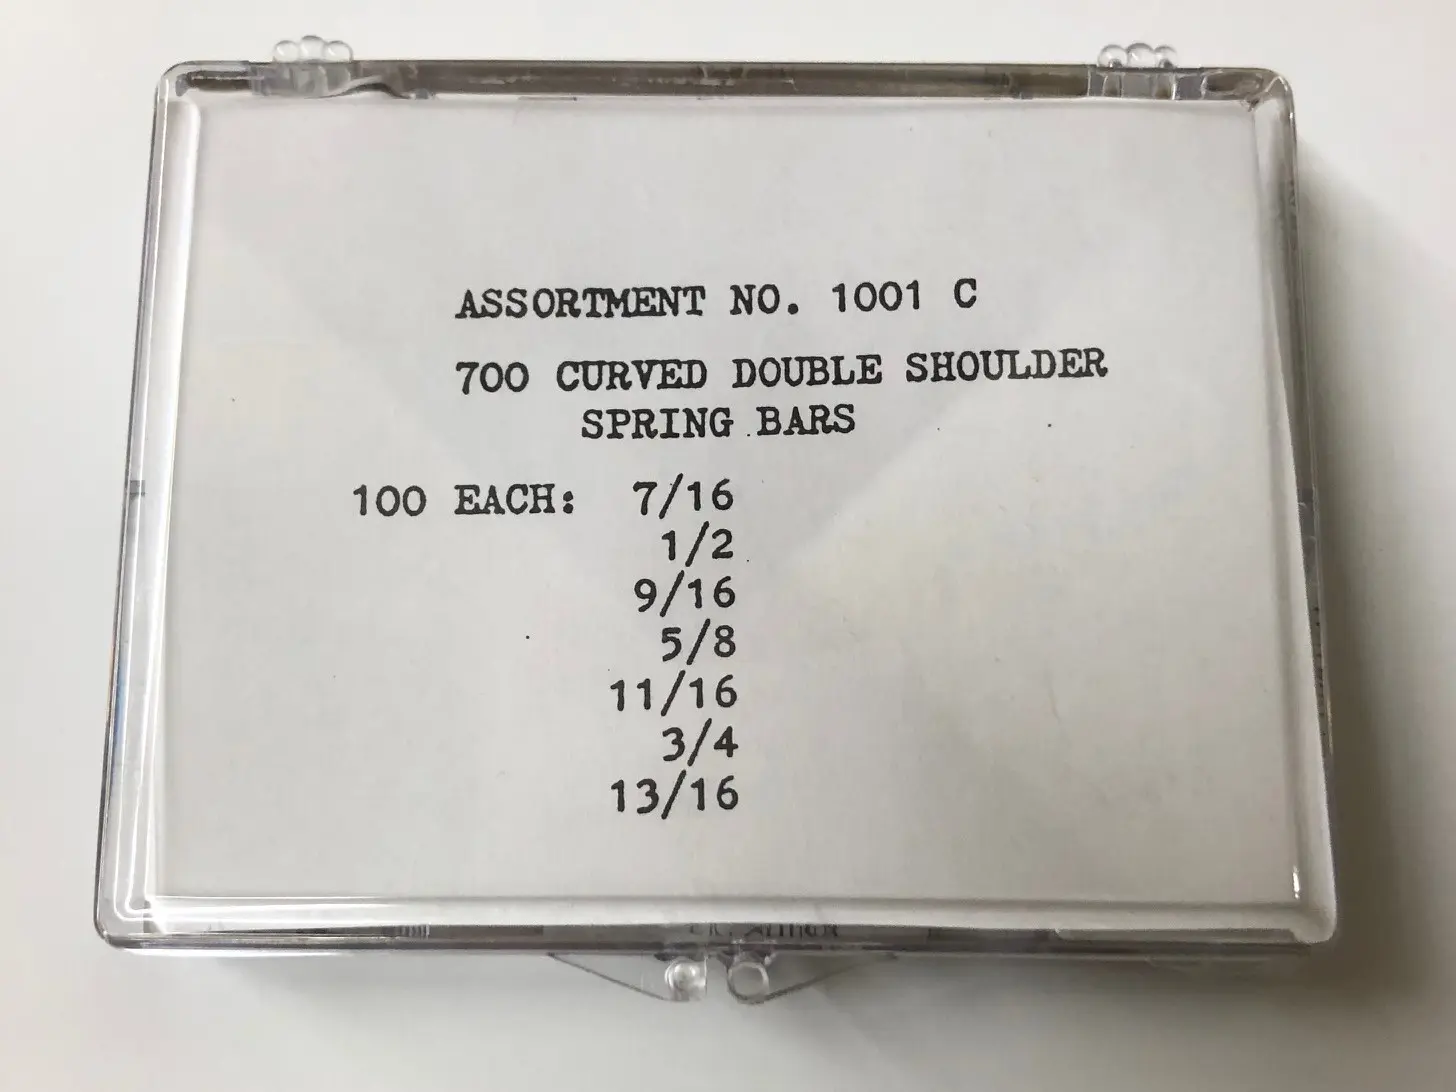 ASSORTMENT NO. 1001 C
700 CURVED DOUBLE SHOULDER
SPRING BARS
100 EACH: 7/16
1/2
9/16
5/8
11/16
3/4
13/16